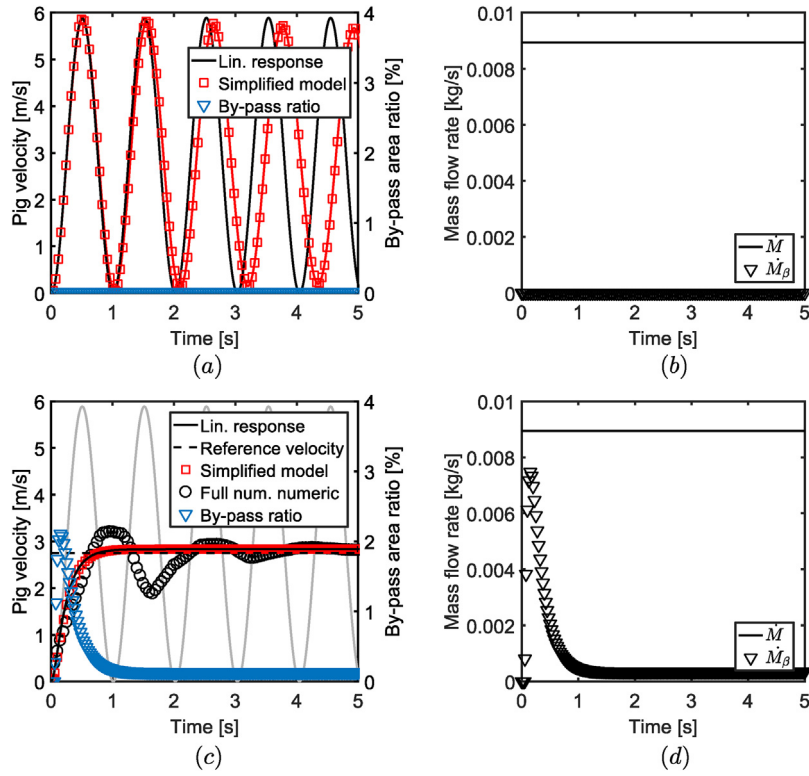 6
5
4
3
2
1
0
Pig velocity [m/s]
Lin. response
Simplified model
By-pass ratio
4
3
2
1
0
By-pass area ratio [%]
0 1 2 3 4 5
Time [s]
(a)
0.01
0.008
0.006
0.004
0.002
0
Mass flow rate [kg/s]
Ṁ
Ṁβ
0 1 2 3 4 5
Time [s]
(b)
6
5
4
3
2
1
0
Pig velocity [m/s]
Lin. response
Reference velocity
Simplified model
Full num. numeric
By-pass ratio
4
3
2
1
0
By-pass area ratio [%]
0 1 2 3 4 5
Time [s]
(c)
0.01
0.008
0.006
0.004
0.002
0
Mass flow rate [kg/s]
Ṁ
Ṁβ
0 1 2 3 4 5
Time [s]
(d)